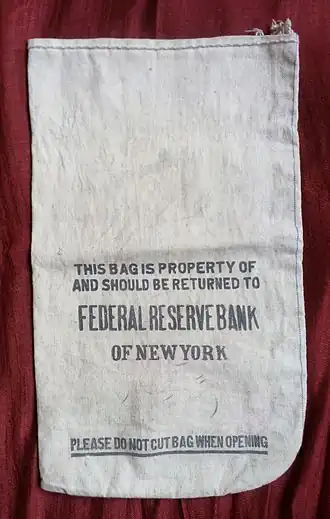 THIS BAG IS PROPERTY OF
AND SHOULD BE RETURNED TO
FEDERAL RESERVE BANK
OF NEW YORK
PLEASE DO NOT CUT BAG WHEN OPENING